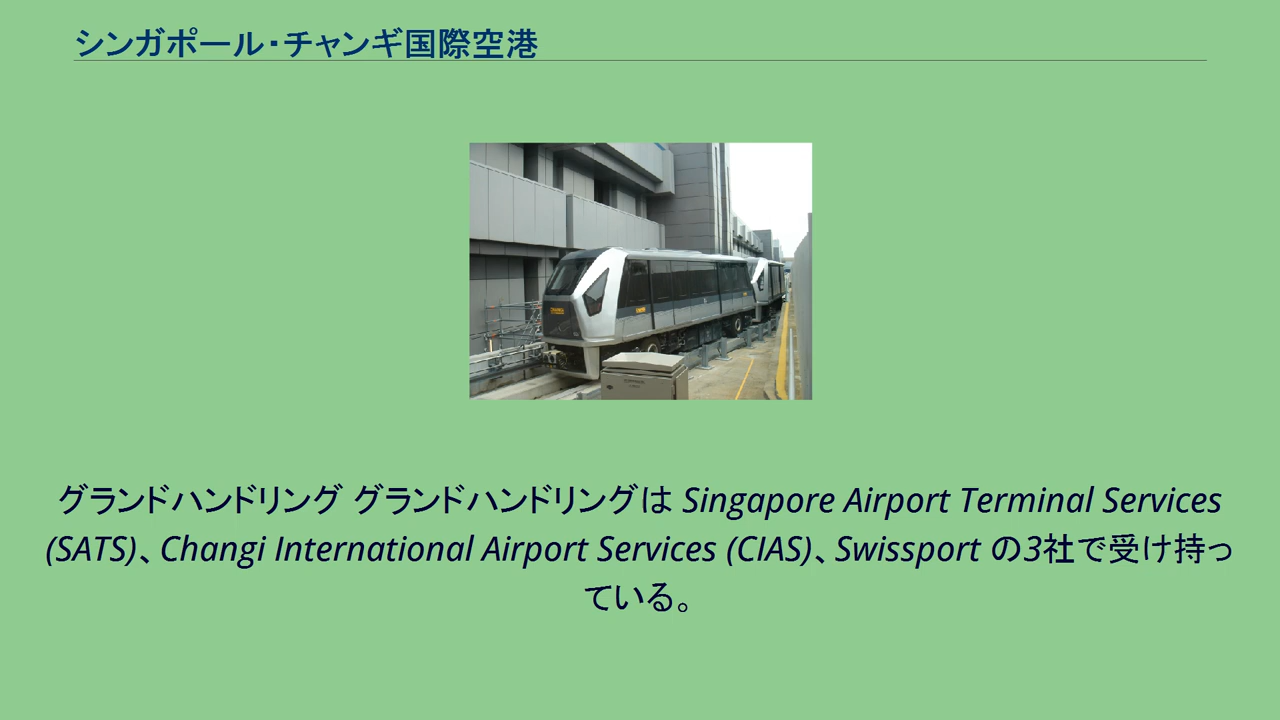 シンガポール・チャンギ国際空港
グランドハンドリング グランドハンドリングは Singapore Airport Terminal Services
(SATS)、Changi International Airport Services (CIAS)、Swissport の3社で受け持っ
ている。